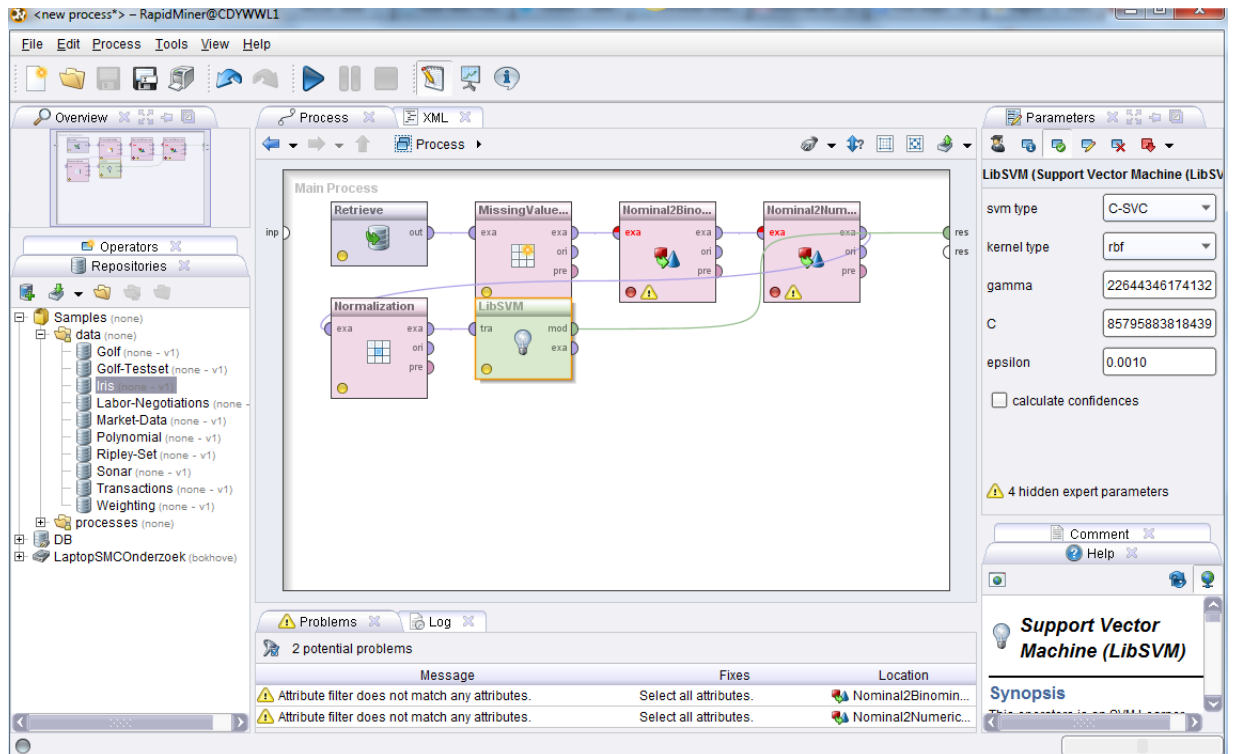 <new process*> – RapidMiner@CDYWWL1
File Edit Process Tools View Help
Overview
Process
XML
Parameters
Process
LibSVM (Support Vector Machine (LibSV
Main Process
Retrieve
MissingValue...
Nominal2Bino...
Nominal2Num...
inp
out
exa exa
exa exa
exa exa
res
ori
ori
ori
res
pre
pre
pre
Normalization
LibSVM
exa exa
tra mod
ori
exa
pre
svm type C-SVC
kernel type rbf
gamma 22644346174132
C 85795883818439
epsilon 0.0010
calculate confidences
4 hidden expert parameters
Operators
Repositories
Samples (none)
data (none)
Golf (none - v1)
Golf-Testset (none - v1)
Iris (none - v1)
Labor-Negotiations (none -
Market-Data (none - v1)
Polynomial (none - v1)
Ripley-Set (none - v1)
Sonar (none - v1)
Transactions (none - v1)
Weighting (none - v1)
processes (none)
DB
LaptopSMCOnderzoek (bokhove)
Problems
Log
2 potential problems
Message Fixes Location
Attribute filter does not match any attributes. Select all attributes. Nominal2Binomin...
Attribute filter does not match any attributes. Select all attributes. Nominal2Numeric...
Comment
Help
Support Vector
Machine (LibSVM)
Synopsis